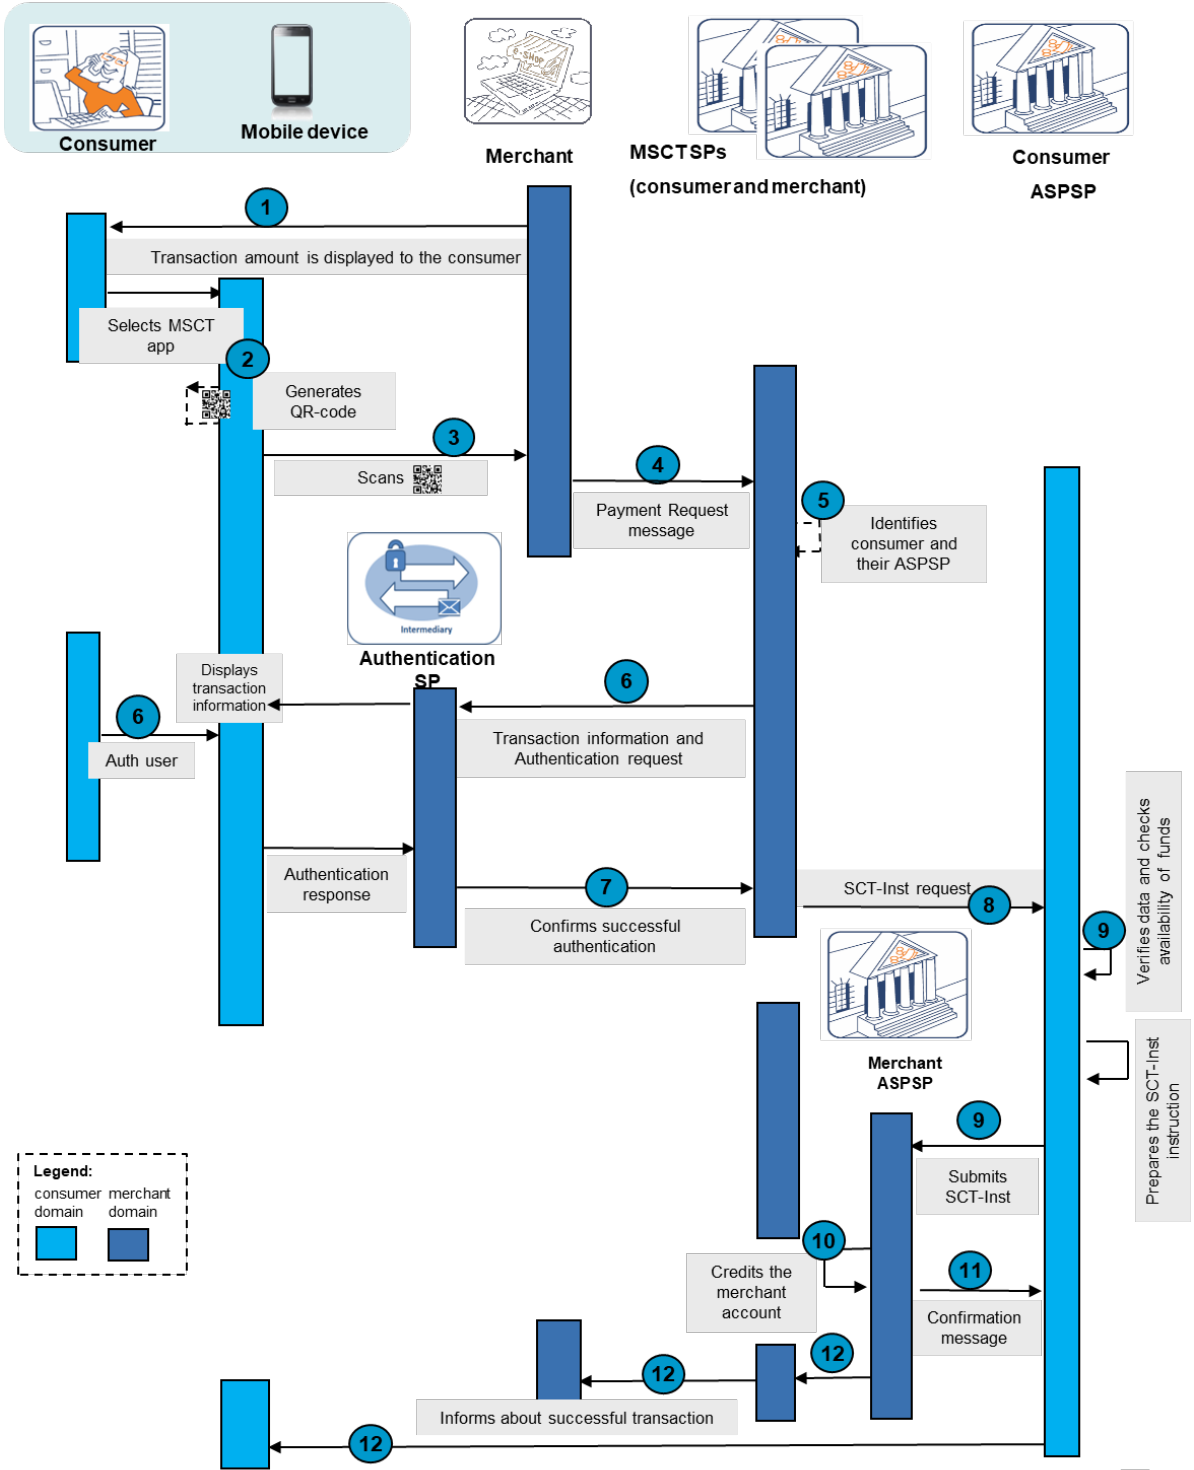 Consumer
Mobile device
e-SHOP
Merchant
MSCTSPs
(consumer and merchant)
Consumer
ASPSP
1
Transaction amount is displayed to the consumer
Selects MSCT
app
2
Generates
QR-code
3
Scans
4
Payment Request
message
5
Identifies
consumer and
their ASPSP
Intermediary
Authentication
SP
Displays
transaction
information
6
Auth user
6
Transaction information and
Authentication request
Authentication
response
7
Confirms successful
authentication
SCT-Inst request
8
9
Verifies data and checks
availability of funds
Merchant
ASPSP
Prepares the SCT-Inst
instruction
9
Submits
SCT-Inst
Legend:
consumer merchant
domain domain
10
Credits the
merchant
account
11
Confirmation
message
12
12
Informs about successful transaction
12